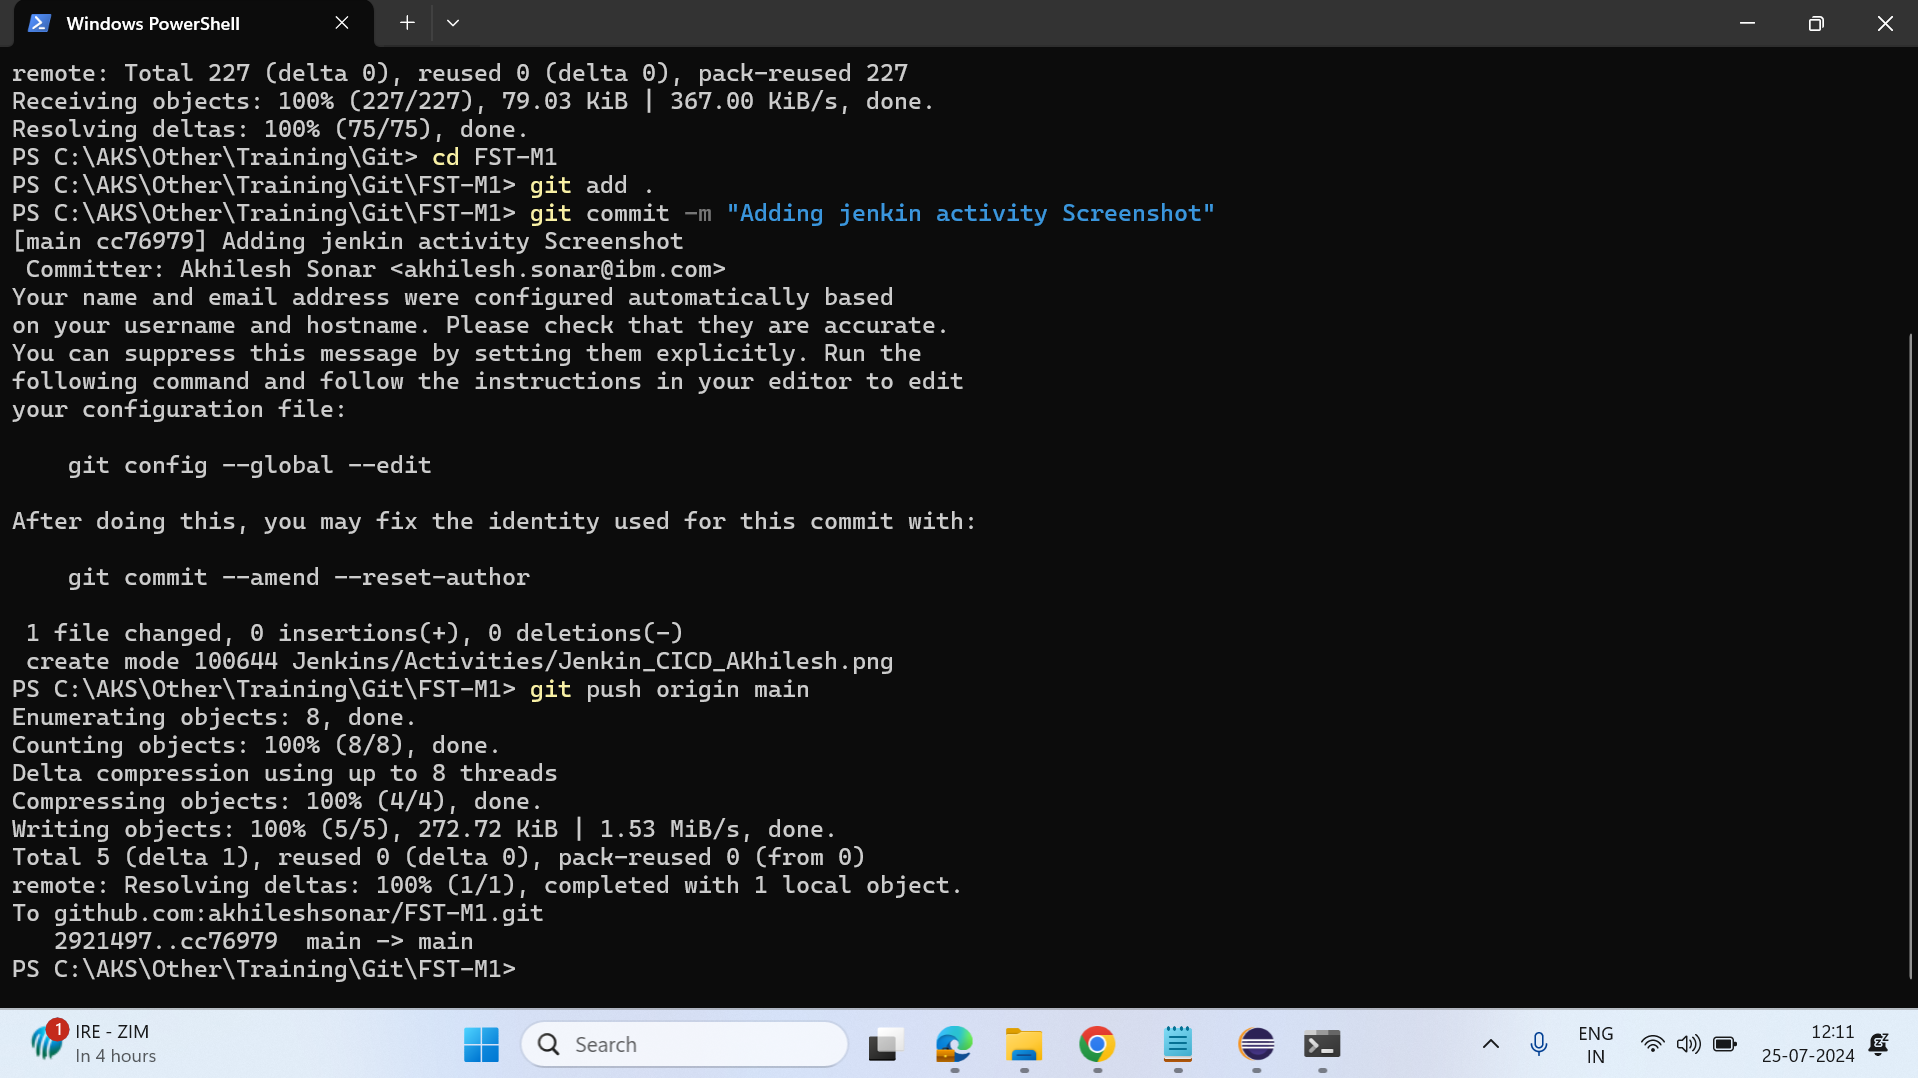 Windows PowerShell
remote: Total 227 (delta 0), reused 0 (delta 0), pack-reused 227
Receiving objects: 100% (227/227), 79.03 KiB | 367.00 KiB/s, done.
Resolving deltas: 100% (75/75), done.
PS C:\AKS\Other\Training\Git> cd FST-M1
PS C:\AKS\Other\Training\Git\FST-M1> git add .
PS C:\AKS\Other\Training\Git\FST-M1> git commit -m "Adding jenkin activity Screenshot"
[main cc76979] Adding jenkin activity Screenshot
 Committer: Akhilesh Sonar <akhilesh.sonar@ibm.com>
Your name and email address were configured automatically based
on your username and hostname. Please check that they are accurate.
You can suppress this message by setting them explicitly. Run the
following command and follow the instructions in your editor to edit
your configuration file:
    git config --global --edit
After doing this, you may fix the identity used for this commit with:
    git commit --amend --reset-author
 1 file changed, 0 insertions(+), 0 deletions(-)
 create mode 100644 Jenkins/Activities/Jenkin_CICD_AKhilesh.png
PS C:\AKS\Other\Training\Git\FST-M1> git push origin main
Enumerating objects: 8, done.
Counting objects: 100% (8/8), done.
Delta compression using up to 8 threads
Compressing objects: 100% (4/4), done.
Writing objects: 100% (5/5), 272.72 KiB | 1.53 MiB/s, done.
Total 5 (delta 1), reused 0 (delta 0), pack-reused 0 (from 0)
remote: Resolving deltas: 100% (1/1), completed with 1 local object.
To github.com:akhileshsonar/FST-M1.git
   2921497..cc76979  main -> main
PS C:\AKS\Other\Training\Git\FST-M1>
1
IRE - ZIM
In 4 hours
Search
ENG
IN
12:11
25-07-2024